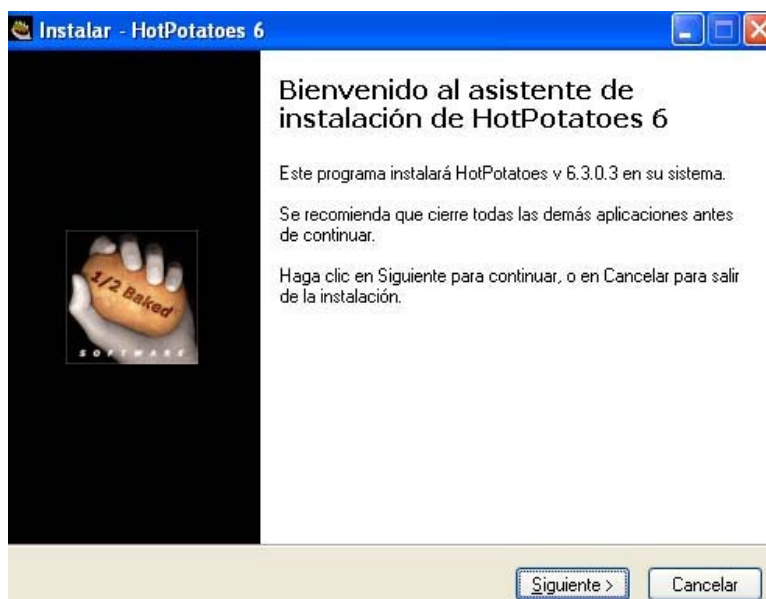 Instalar - HotPotatoes 6
Bienvenido al asistente de
instalación de HotPotatoes 6
Este programa instalará HotPotatoes v 6.3.0.3 en su sistema.
Se recomienda que cierre todas las demás aplicaciones antes
de continuar.
Haga clic en Siguiente para continuar, o en Cancelar para salir
de la instalación.
1/2 Baked
SOFTWARE
Siguiente >
Cancelar